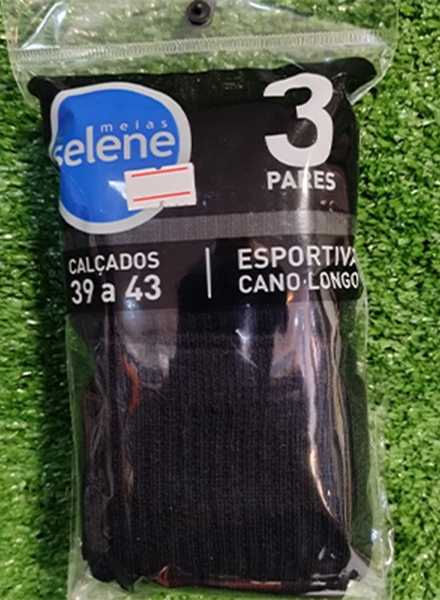 meias
selene
3
PARES
CALÇADOS
39 a 43
ESPORTIVA
CANO·LONGO